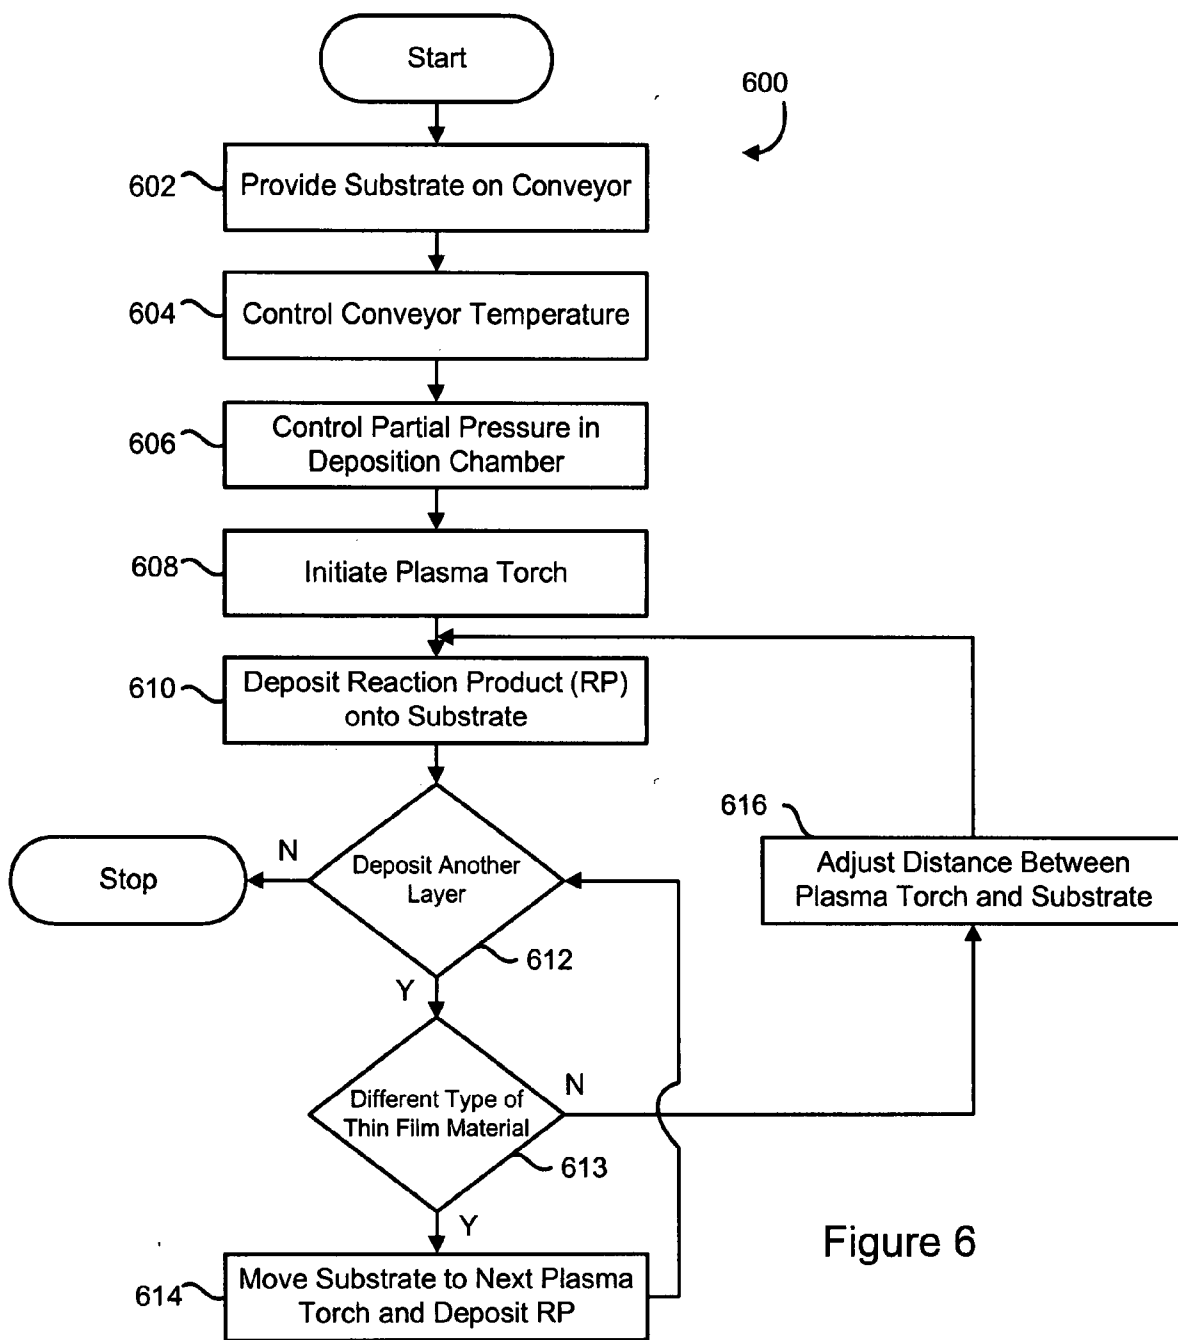 Start
600
602
Provide Substrate on Conveyor
604
Control Conveyor Temperature
606
Control Partial Pressure in
Deposition Chamber
608
Initiate Plasma Torch
610
Deposit Reaction Product (RP)
onto Substrate
616
Adjust Distance Between
Plasma Torch and Substrate
Stop
N
Deposit Another
Layer
612
Y
Different Type of
Thin Film Material
N
613
Y
614
Move Substrate to Next Plasma
Torch and Deposit RP
Figure 6